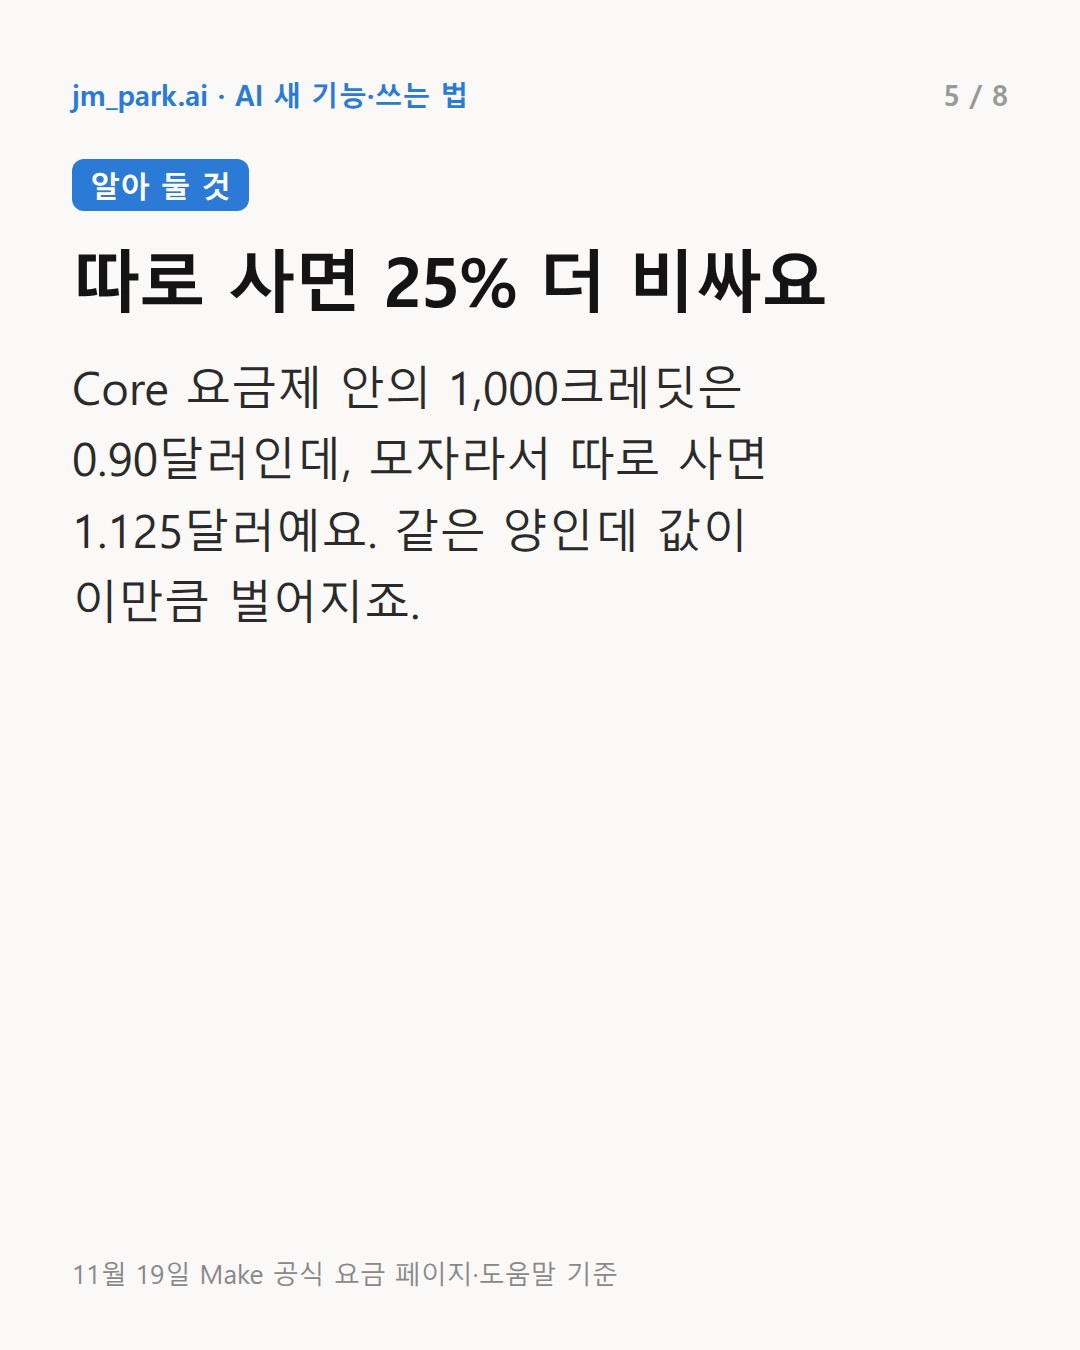 jm_park.ai · AI 새 기능·쓰는 법
5 / 8
알아 둘 것
따로 사면 25% 더 비싸요
Core 요금제 안의 1,000크레딧은
0.90달러인데, 모자라서 따로 사면
1.125달러예요. 같은 양인데 값이
이만큼 벌어지죠.
11월 19일 Make 공식 요금 페이지·도움말 기준